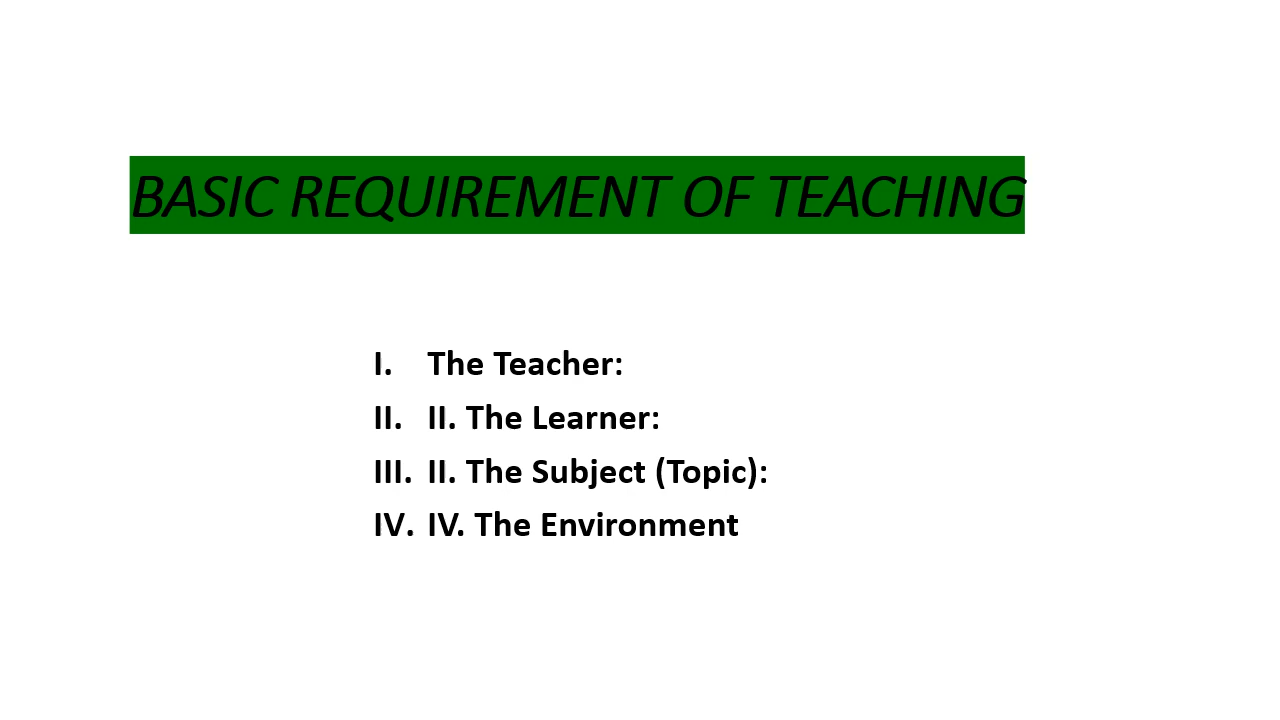 BASIC REQUIREMENT OF TEACHING
I. The Teacher:
II. II. The Learner:
III. II. The Subject (Topic):
IV. IV. The Environment